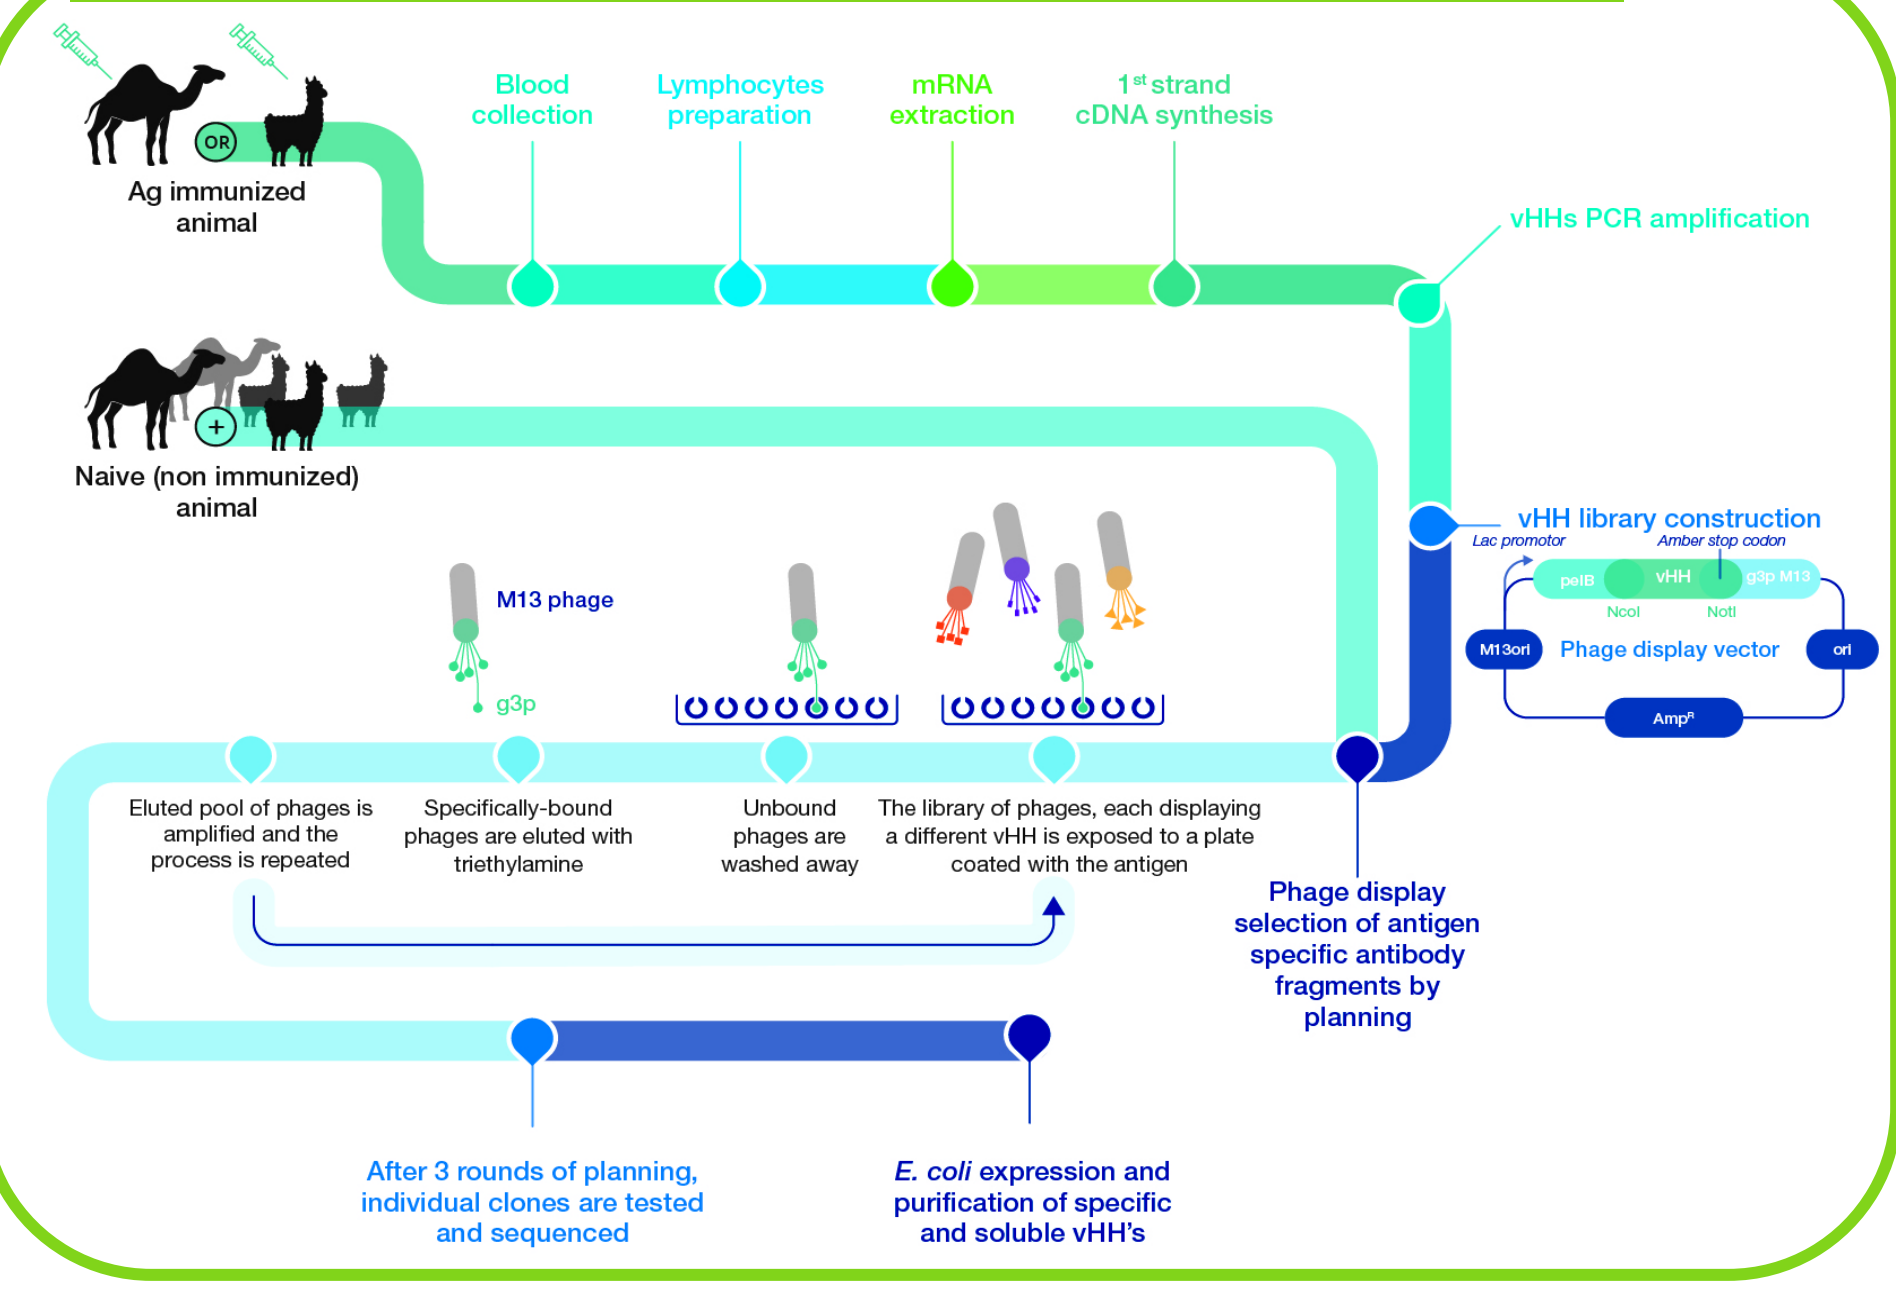 OR
Ag immunized
animal
Blood
collection
Lymphocytes
preparation
mRNA
extraction
1st strand
cDNA synthesis
vHHs PCR amplification
+
Naive (non immunized)
animal
vHH library construction
Lac promotor
Amber stop codon
pelB
vHH
g3p M13
NcoI
NotI
M13ori
Phage display vector
ori
AmpR
M13 phage
g3p
Eluted pool of phages is
amplified and the
process is repeated
Specifically-bound
phages are eluted with
triethylamine
Unbound
phages are
washed away
The library of phages, each displaying
a different vHH is exposed to a plate
coated with the antigen
Phage display
selection of antigen
specific antibody
fragments by
planning
After 3 rounds of planning,
individual clones are tested
and sequenced
E. coli expression and
purification of specific
and soluble vHH's